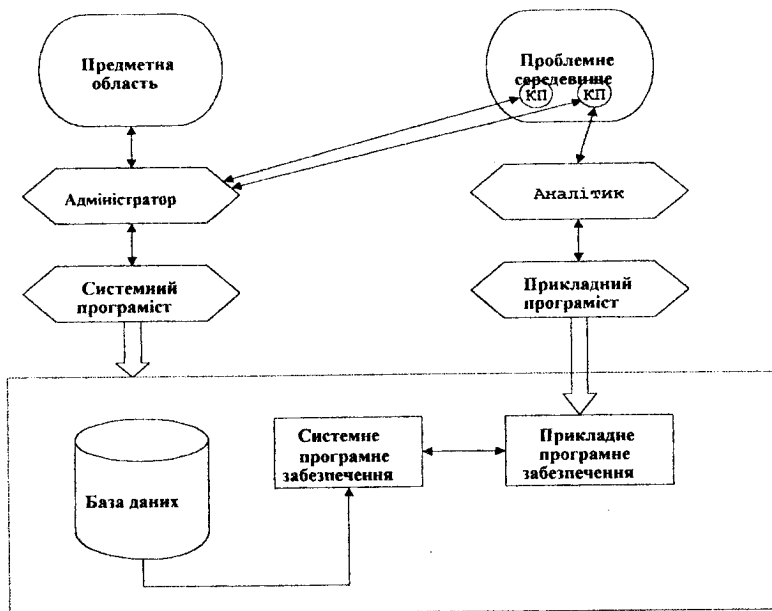 Предметна
область
Проблемне
середевище
КП
КП
Адміністратор
Аналітик
Системний
програміст
Прикладний
програміст
База даних
Системне
програмне
забезпечення
Прикладне
програмне
забезпечення